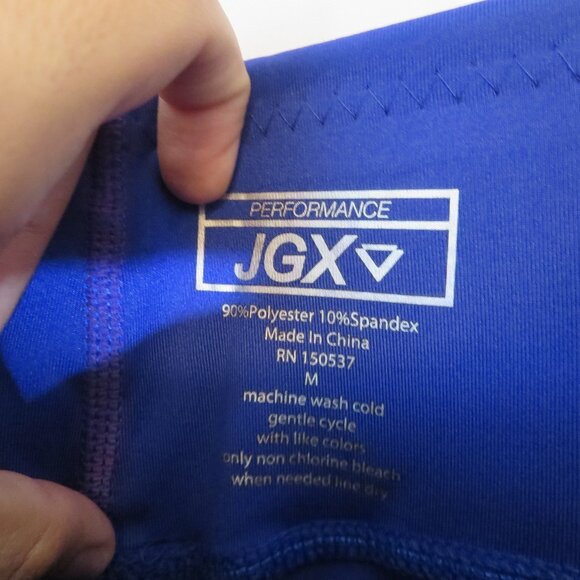 PERFORMANCE
JGX
90%Polyester 10%Spandex
Made In China
RN 150537
M
machine wash cold
gentle cycle
with like colors
only non chlorine bleach
when needed line dry